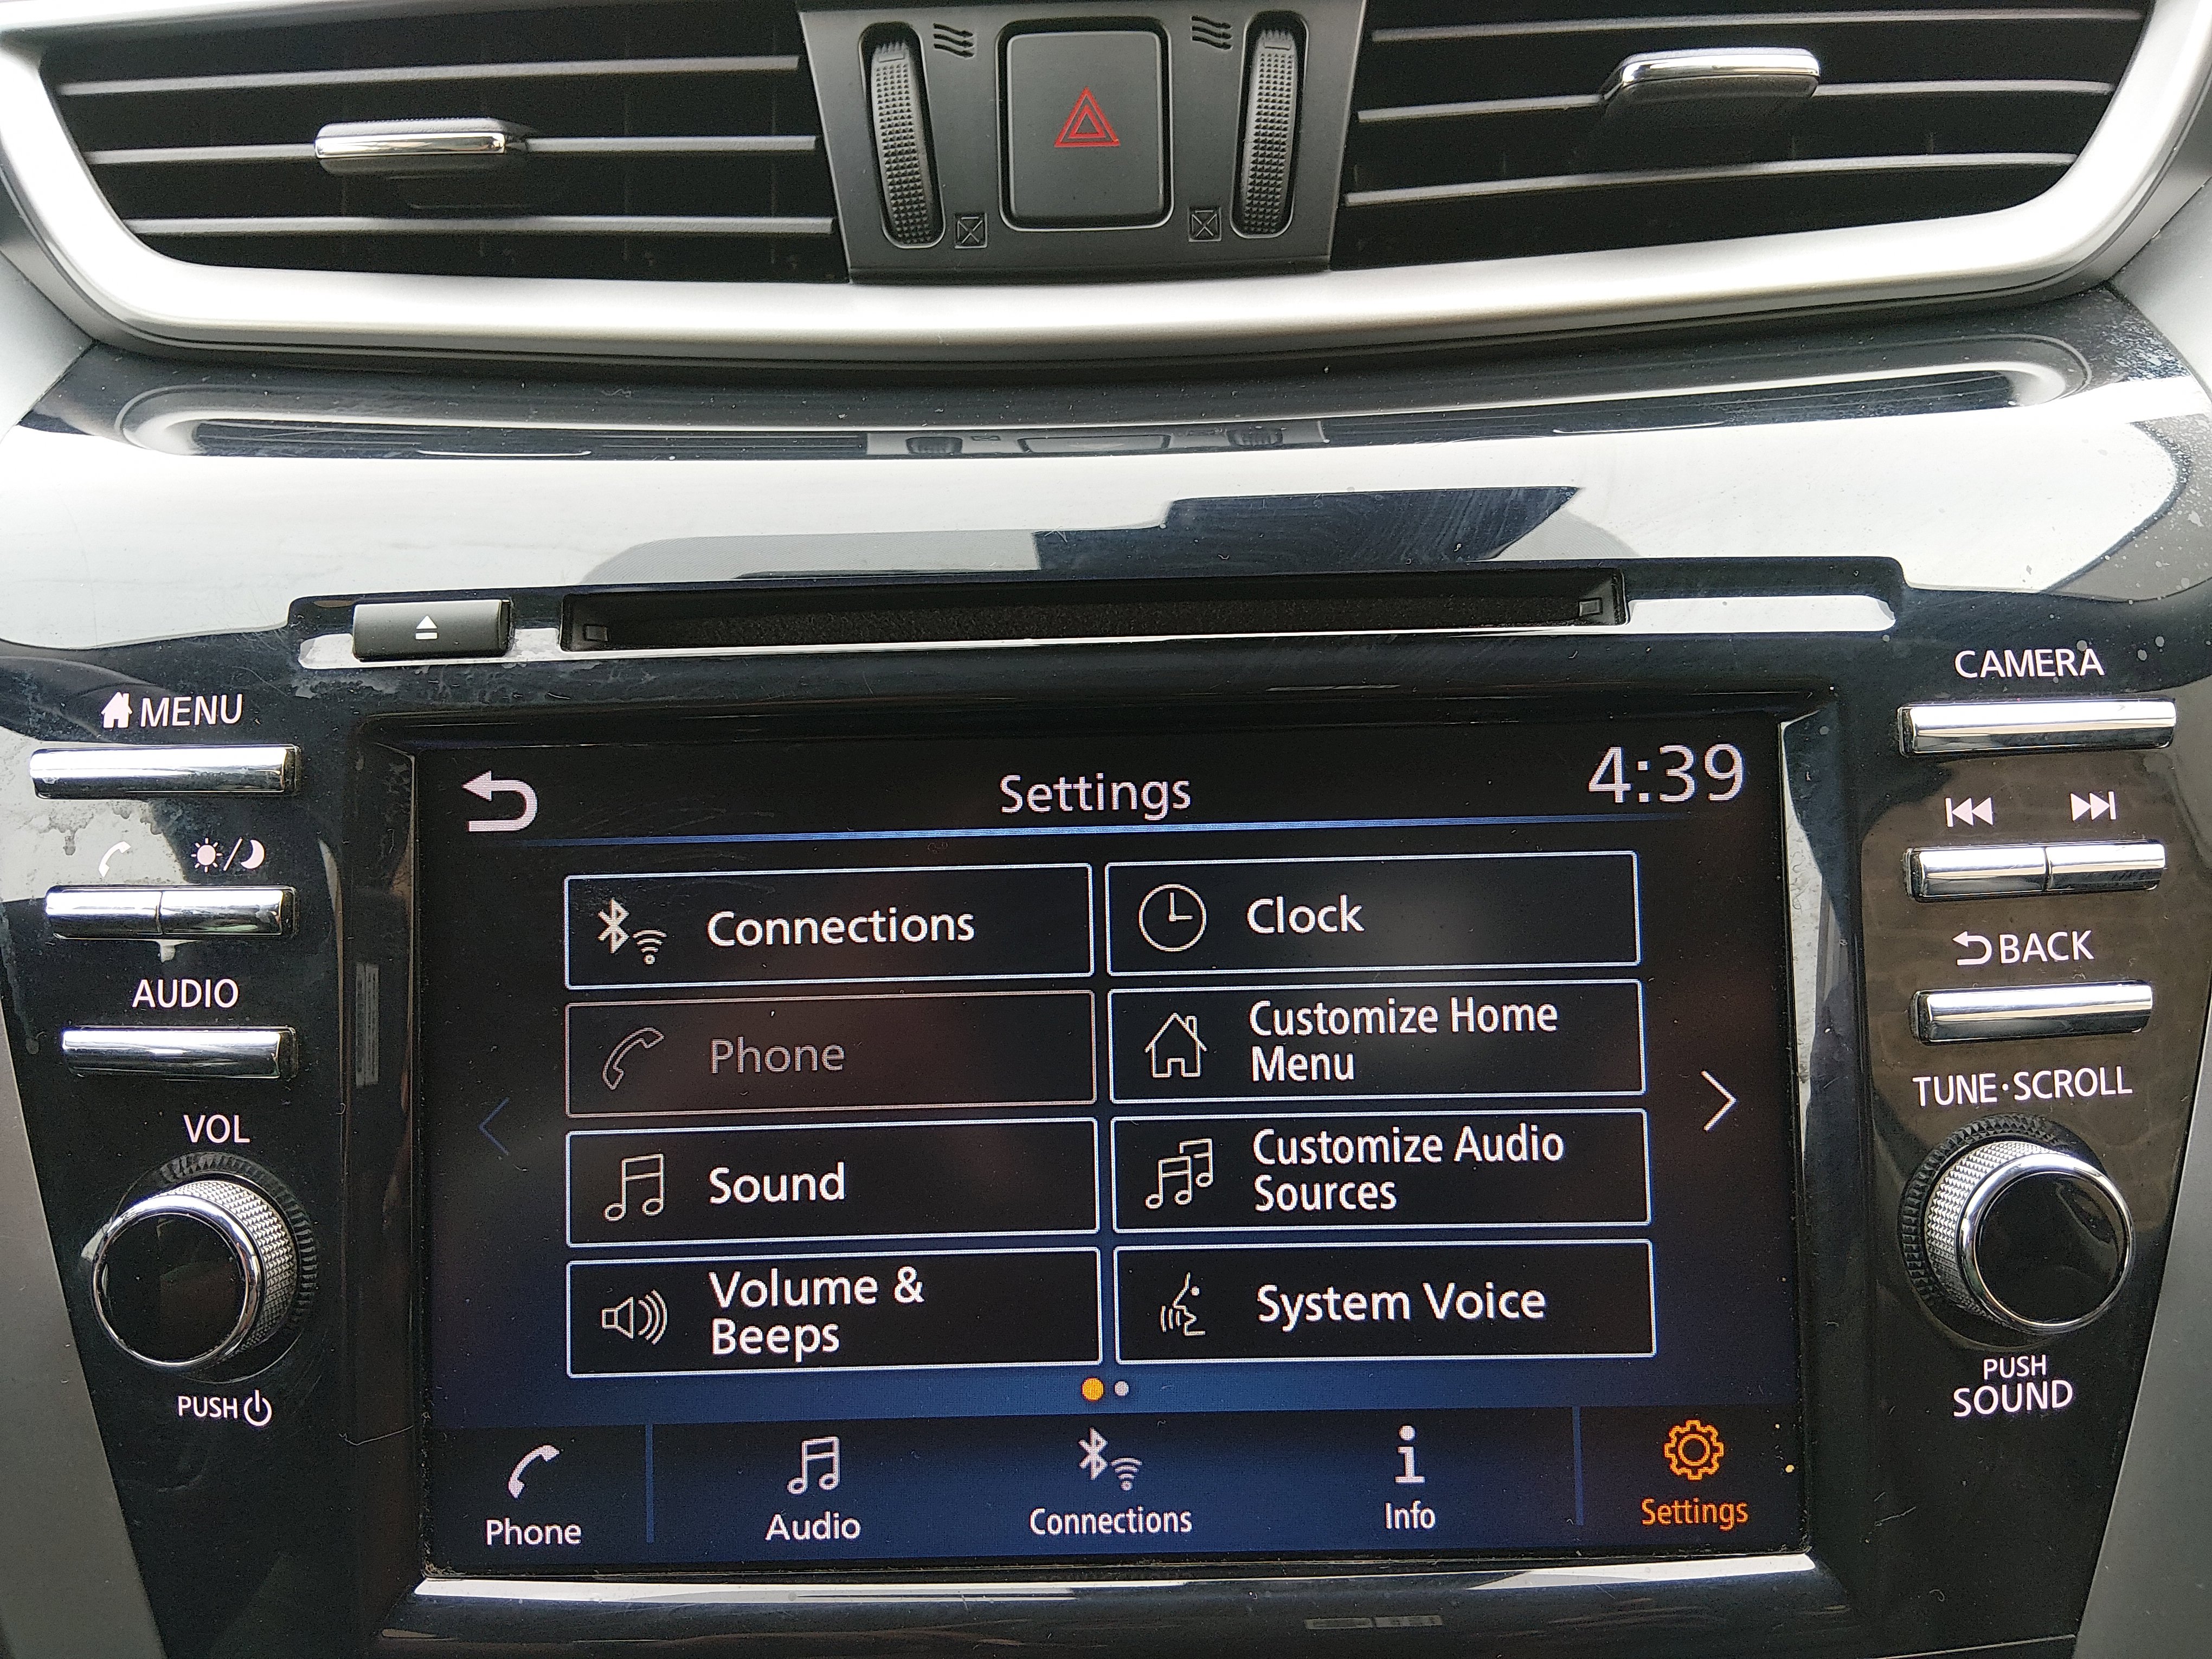 MENU
AUDIO
VOL
PUSH
Settings
4:39
Connections
Clock
Phone
Customize Home
Menu
Sound
Customize Audio
Sources
Volume &
Beeps
System Voice
Phone
Audio
Connections
Info
Settings
CAMERA
BACK
TUNE·SCROLL
PUSH
SOUND